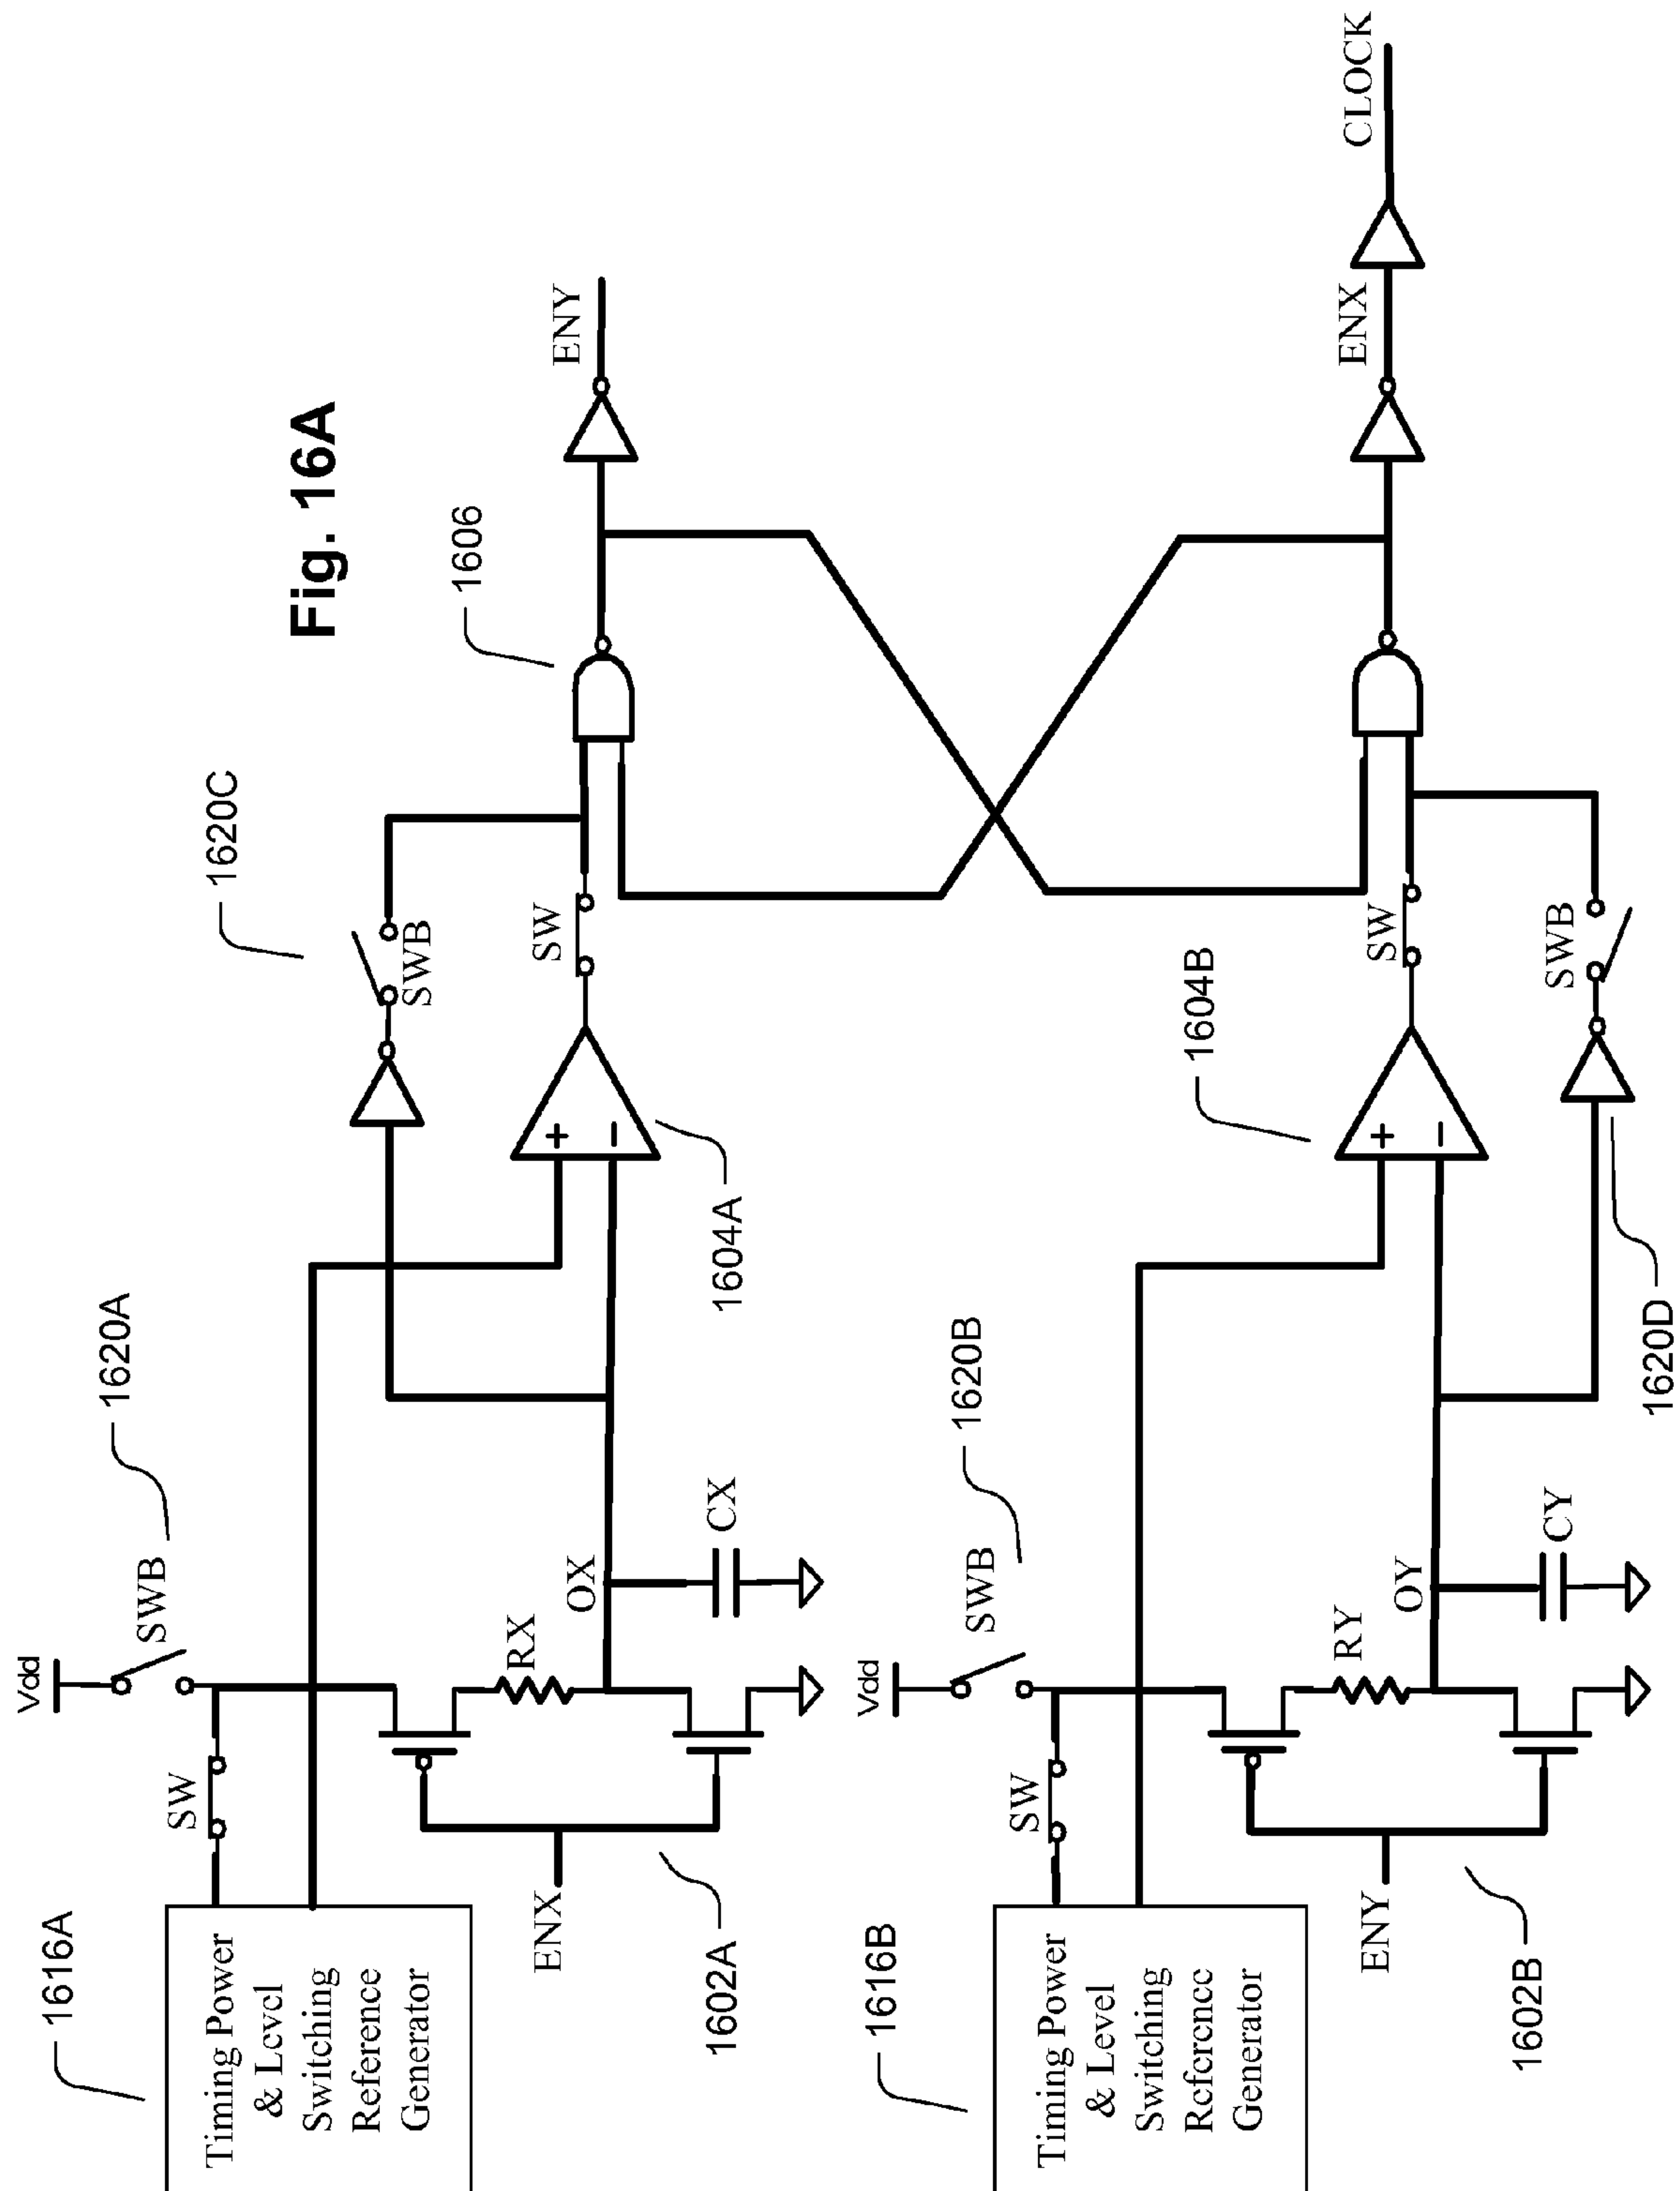 Fig. 16A
1616A
Timing Power
& Level
Switching
Reference
Generator
SW
Vdd
SWB
1620A
ENX
1602A
RX
OX
CX
1604A
+
−
1620C
SWB
SW
1606
ENY
1616B
Timing Power
& Level
Switching
Reference
Generator
SW
Vdd
SWB
1620B
ENY
1602B
RY
OY
CY
1604B
+
−
1620D
SW
SWB
ENX
CLOCK